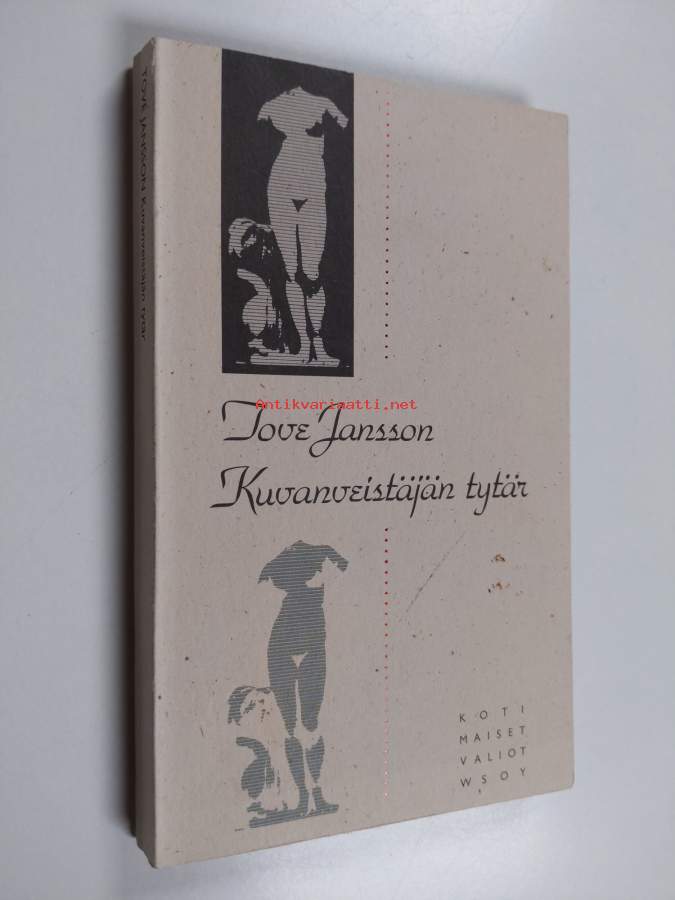 TOVE JANSSON Kuvanveistäjän tytär
Antikvariaatti.net
Tove Jansson
Kuvanveistäjän tytär
KOTI
MAISET
VALIOT
WSOY